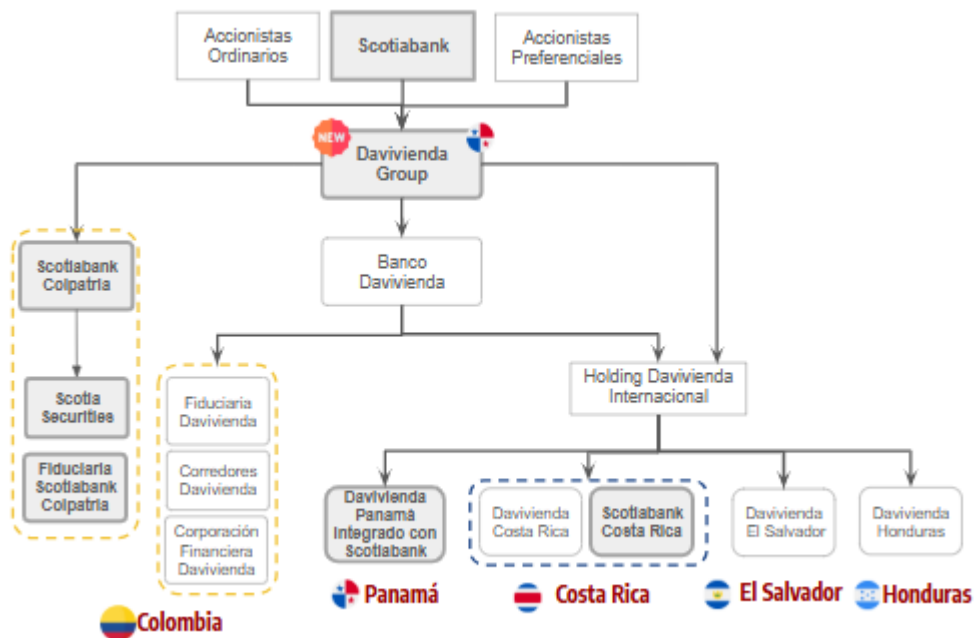 Accionistas
Ordinarios
Scotiabank
Accionistas
Preferenciales
NEW
Davivienda
Group
Scotiabank
Colpatria
Banco
Davivienda
Scotia
Securities
Fiduciaria
Scotiabank
Colpatria
Fiduciaria
Davivienda
Corredores
Davivienda
Corporación
Financiera
Davivienda
Holding Davivienda
Internacional
Davivienda
Panamá
Integrado con
Scotiabank
Davivienda
Costa Rica
Scotiabank
Costa Rica
Davivienda
El Salvador
Davivienda
Honduras
Colombia
Panamá
Costa Rica
El Salvador
Honduras